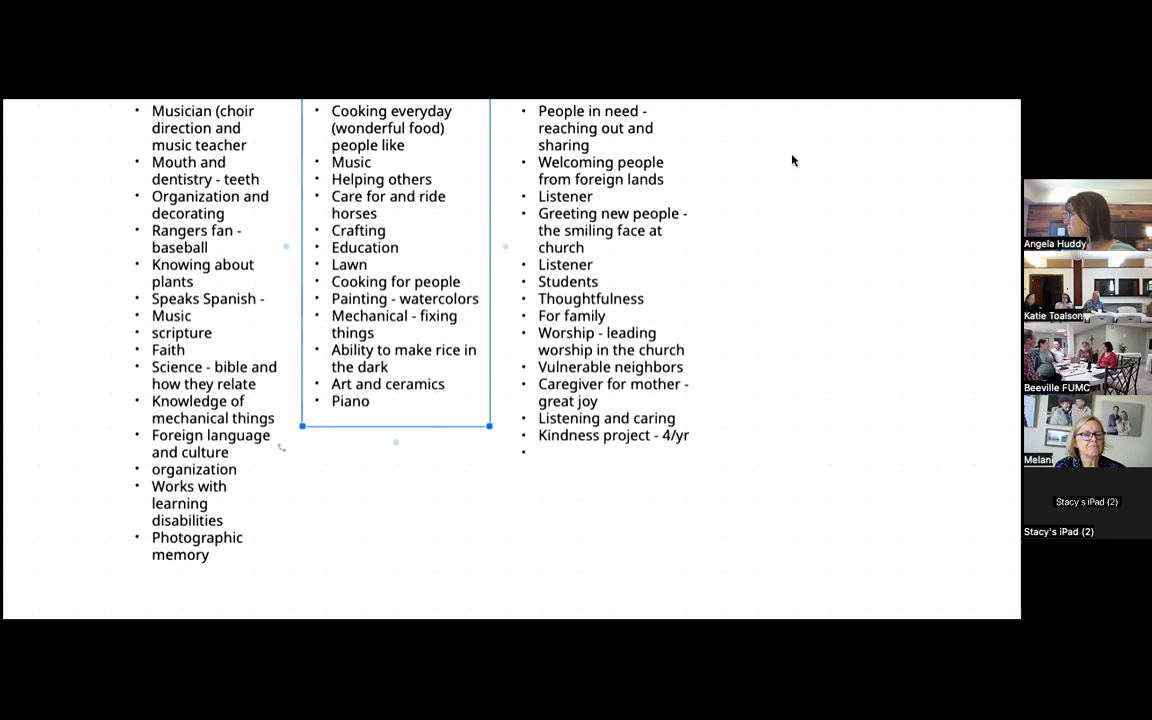 • Musician (choir
direction and
music teacher
• Mouth and
dentistry - teeth
• Organization and
decorating
• Rangers fan -
baseball
• Knowing about
plants
• Speaks Spanish -
• Music
• scripture
• Faith
• Science - bible and
how they relate
• Knowledge of
mechanical things
• Foreign language
and culture
• organization
• Works with
learning
disabilities
• Photographic
memory
• Cooking everyday
(wonderful food)
people like
• Music
• Helping others
• Care for and ride
horses
• Crafting
• Education
• Lawn
• Cooking for people
• Painting - watercolors
• Mechanical - fixing
things
• Ability to make rice in
the dark
• Art and ceramics
• Piano
• People in need -
reaching out and
sharing
• Welcoming people
from foreign lands
• Listener
• Greeting new people -
the smiling face at
church
• Listener
• Students
• Thoughtfulness
• For family
• Worship - leading
worship in the church
• Vulnerable neighbors
• Caregiver for mother -
great joy
• Listening and caring
• Kindness project - 4/yr
•
Angela Huddy
Katie Toalson
Beeville FUMC
Melani
Stacy's iPad (2)
Stacy's iPad (2)